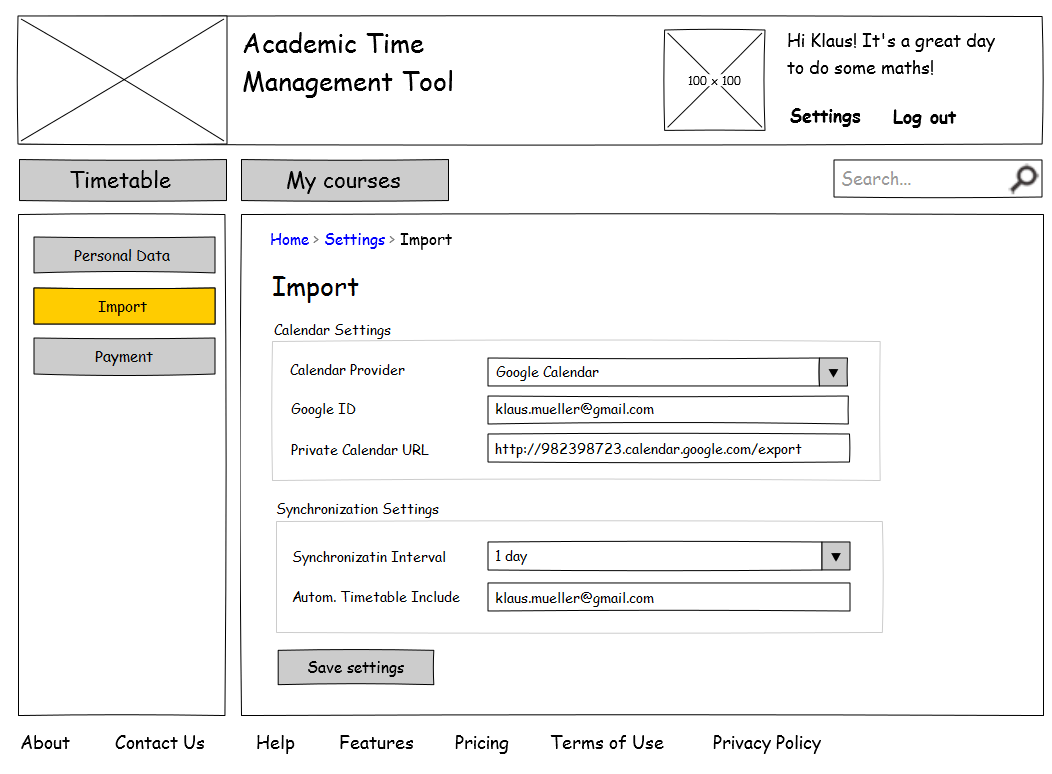 Academic Time
Management Tool
100 x 100
Hi Klaus! It's a great day
to do some maths!
Settings Log out
Timetable
My courses
Search...
Personal Data
Import
Payment
Home > Settings > Import
Import
Calendar Settings
Calendar Provider Google Calendar
Google ID klaus.mueller@gmail.com
Private Calendar URL http://982398723.calendar.google.com/export
Synchronization Settings
Synchronizatin Interval 1 day
Autom. Timetable Include klaus.mueller@gmail.com
Save settings
About Contact Us Help Features Pricing Terms of Use Privacy Policy